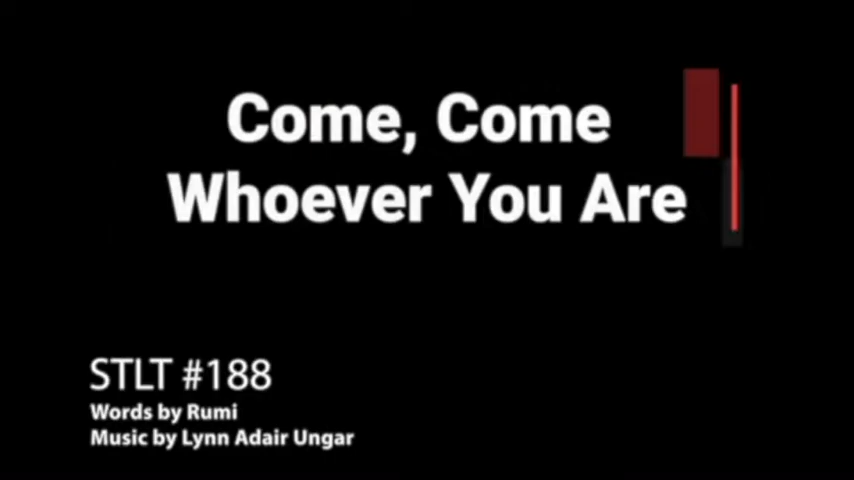 Come, Come
Whoever You Are
STLT #188
Words by Rumi
Music by Lynn Adair Ungar